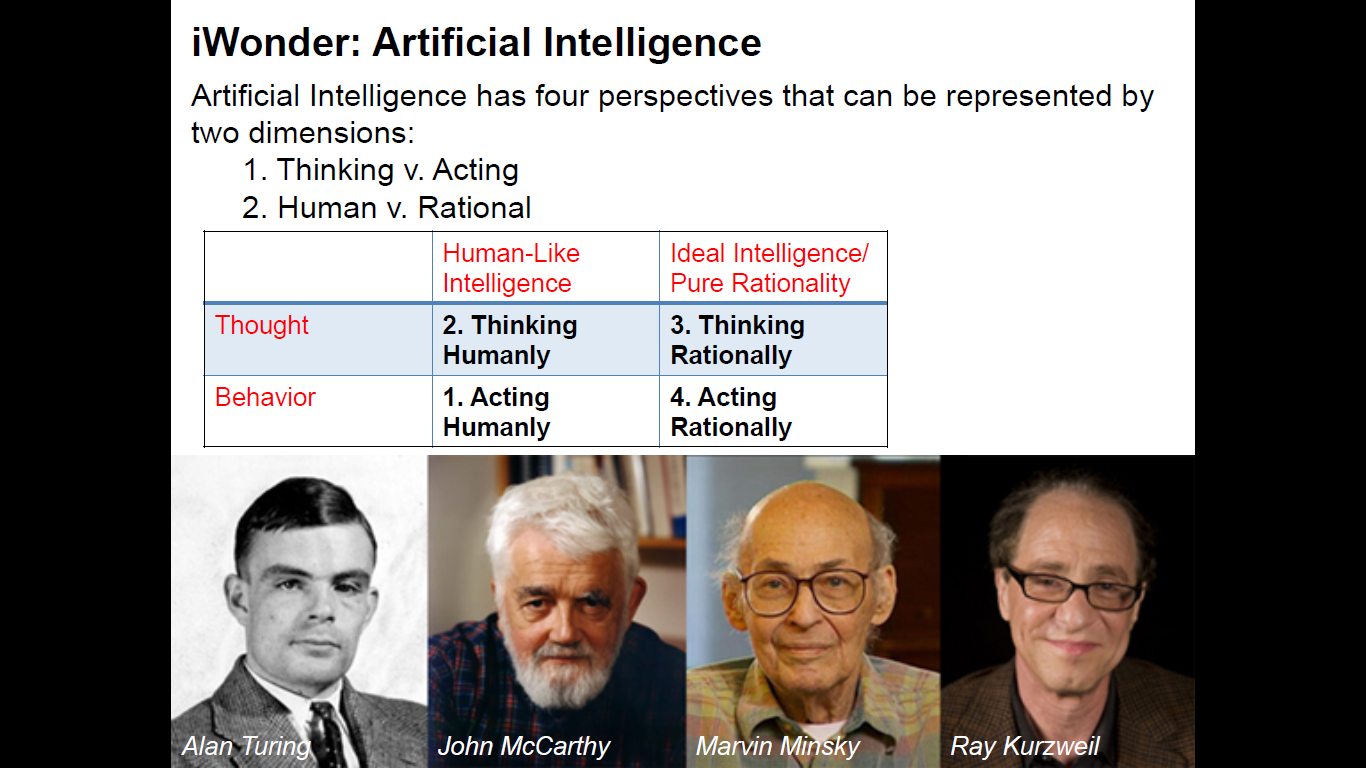 iWonder: Artificial Intelligence
Artificial Intelligence has four perspectives that can be represented by
two dimensions:
1. Thinking v. Acting
2. Human v. Rational
Human-Like
Intelligence
Ideal Intelligence/
Pure Rationality
Thought
2. Thinking
Humanly
3. Thinking
Rationally
Behavior
1. Acting
Humanly
4. Acting
Rationally
Alan Turing
John McCarthy
Marvin Minsky
Ray Kurzweil